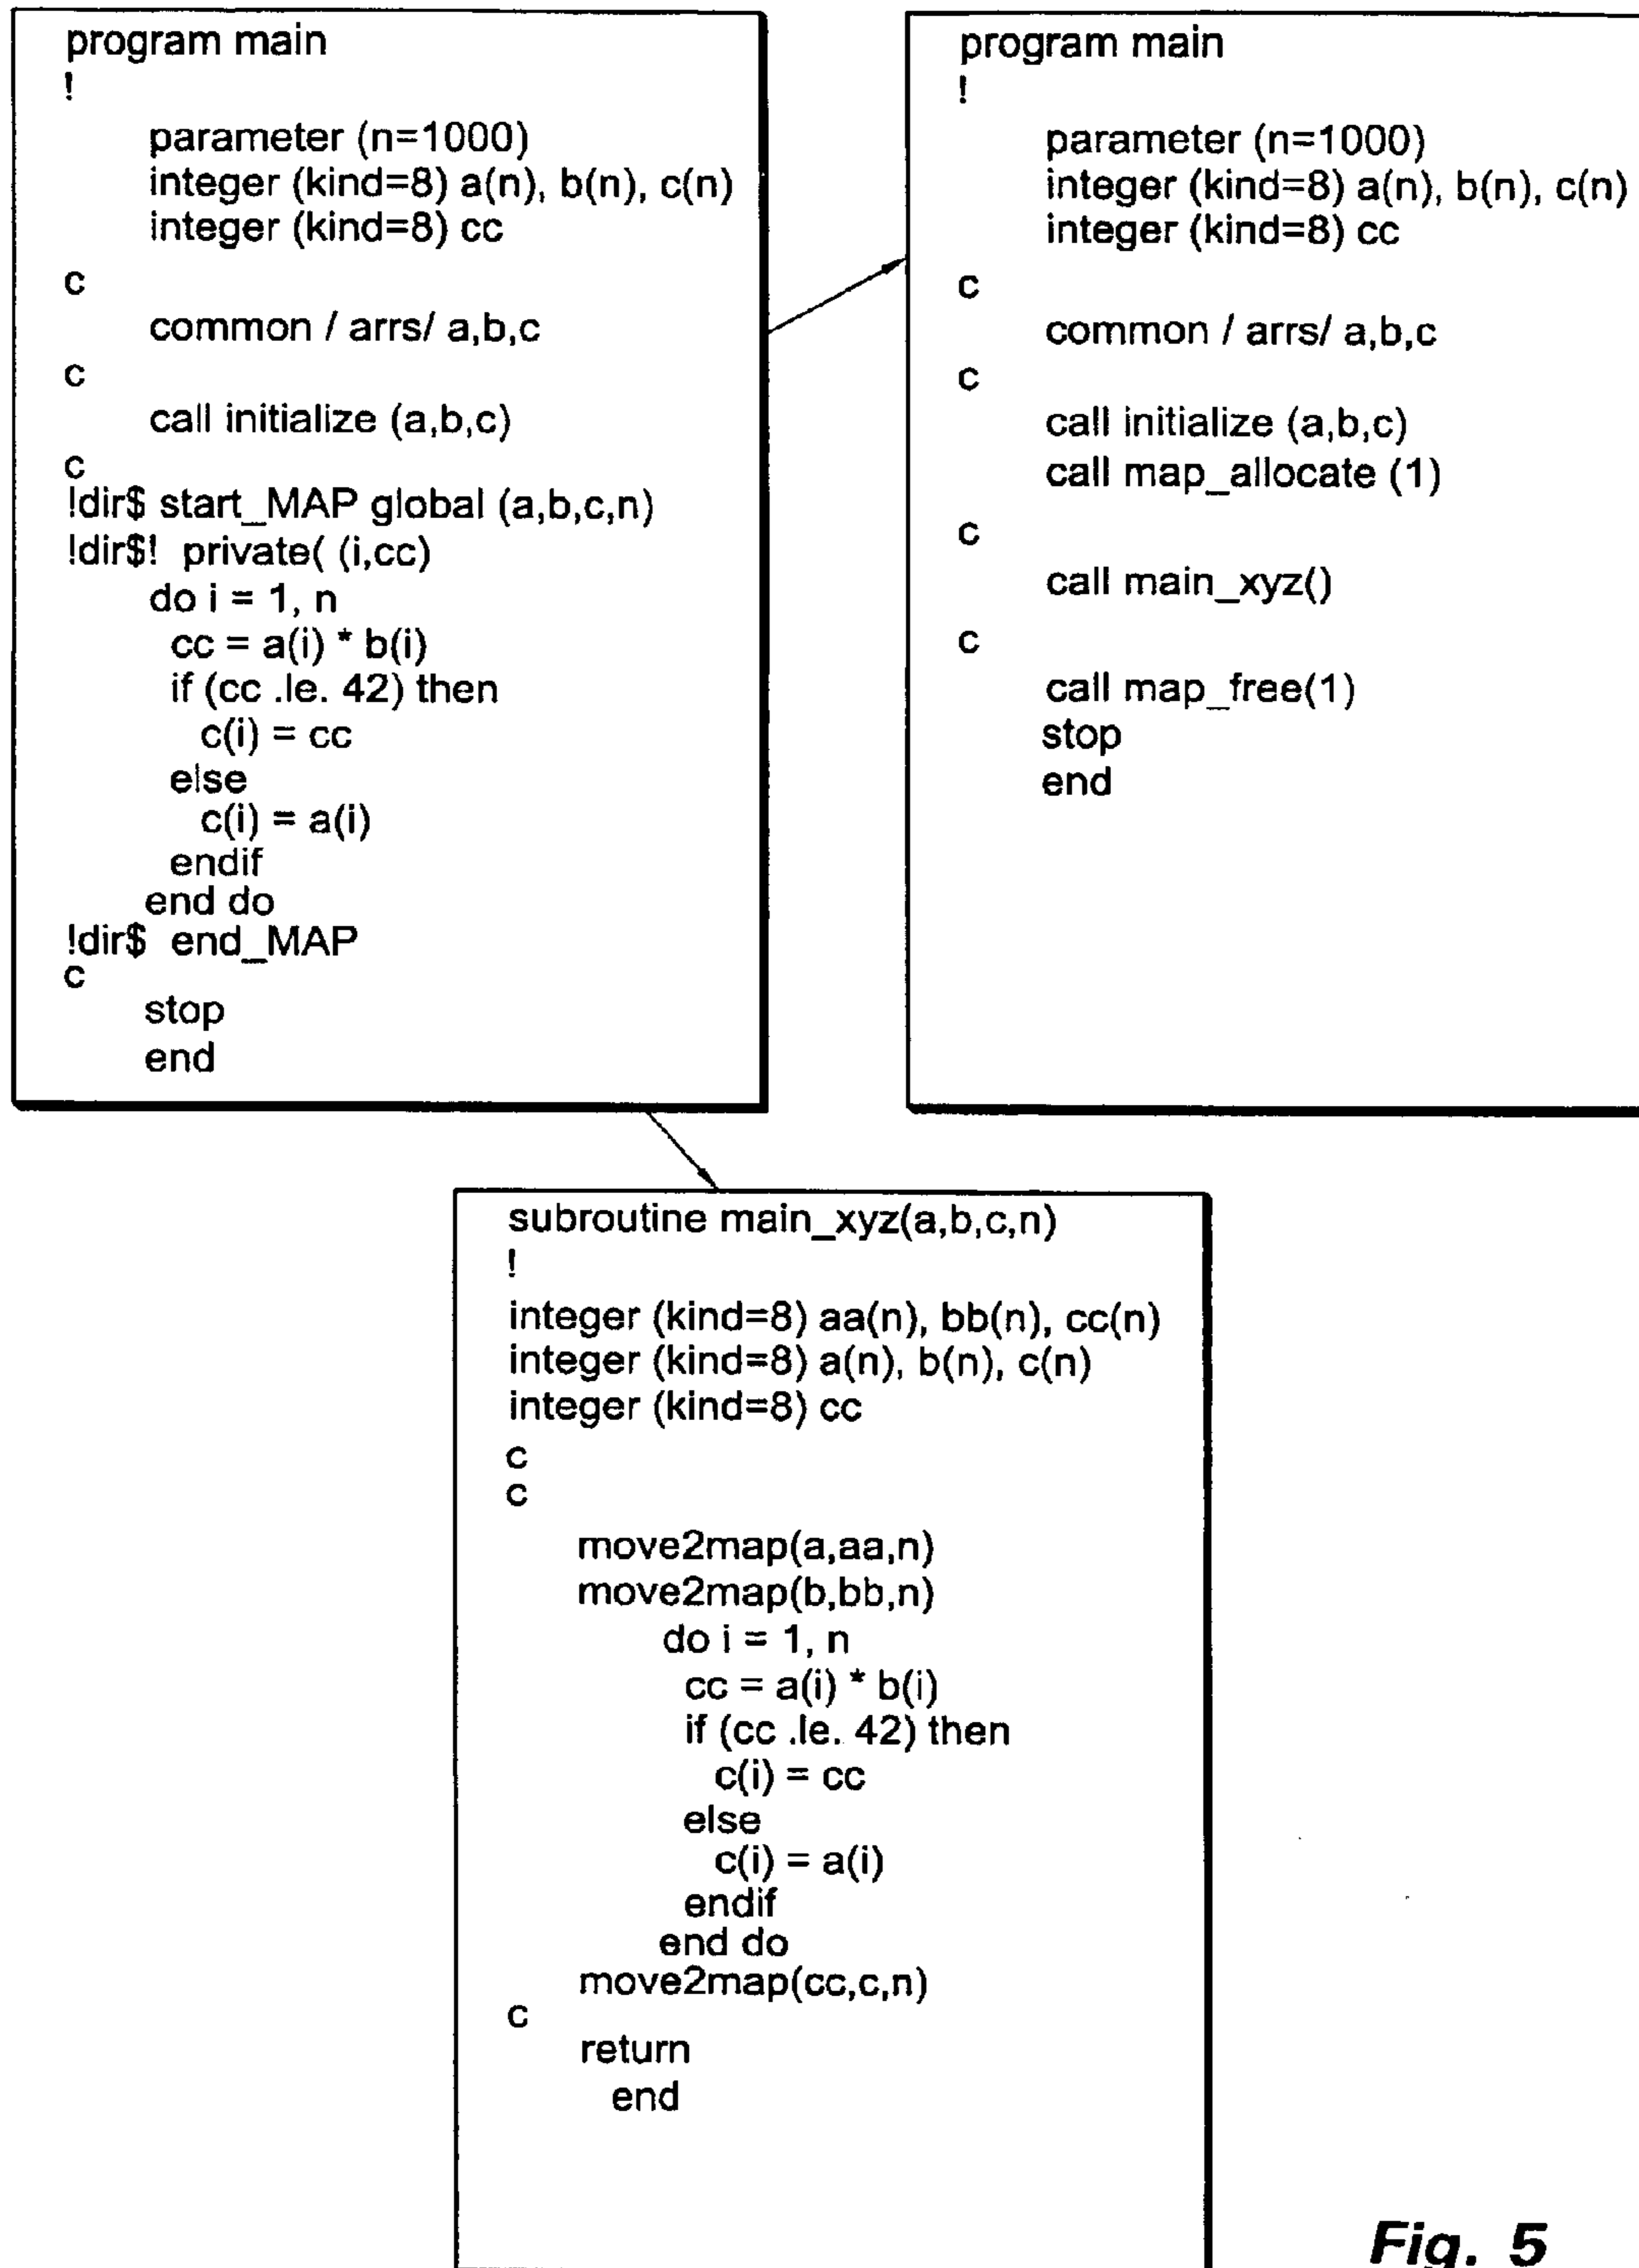 program main
!
parameter (n=1000)
integer (kind=8) a(n), b(n), c(n)
integer (kind=8) cc
c
common / arrs/ a,b,c
c
call initialize (a,b,c)
c
!dir$ start_MAP global (a,b,c,n)
!dir$! private( (i,cc)
do i = 1, n
cc = a(i) * b(i)
if (cc .le. 42) then
c(i) = cc
else
c(i) = a(i)
endif
end do
!dir$ end_MAP
c
stop
end
program main
!
parameter (n=1000)
integer (kind=8) a(n), b(n), c(n)
integer (kind=8) cc
c
common / arrs/ a,b,c
c
call initialize (a,b,c)
call map_allocate (1)
c
call main_xyz()
c
call map_free(1)
stop
end
subroutine main_xyz(a,b,c,n)
!
integer (kind=8) aa(n), bb(n), cc(n)
integer (kind=8) a(n), b(n), c(n)
integer (kind=8) cc
c
c
move2map(a,aa,n)
move2map(b,bb,n)
do i = 1, n
cc = a(i) * b(i)
if (cc .le. 42) then
c(i) = cc
else
c(i) = a(i)
endif
end do
move2map(cc,c,n)
c
return
end
Fig. 5